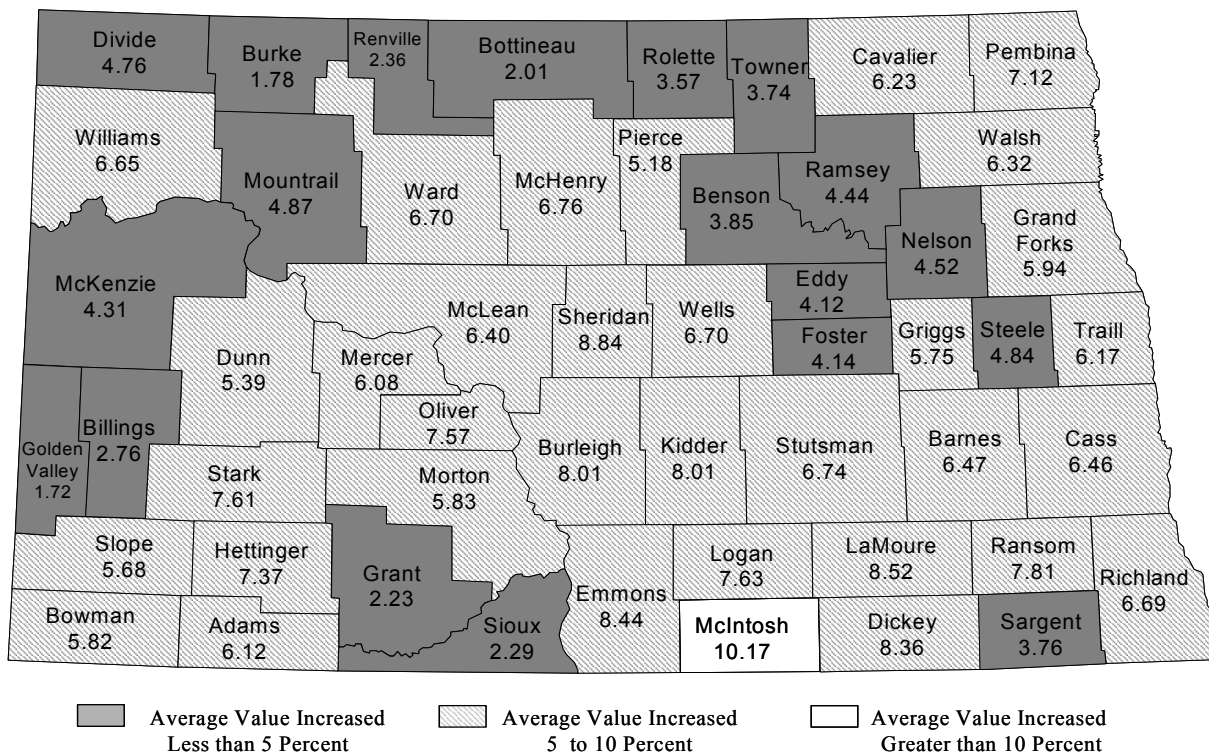 Divide
4.76
Burke
1.78
Renville
2.36
Bottineau
2.01
Rolette
3.57
Towner
3.74
Cavalier
6.23
Pembina
7.12
Williams
6.65
Mountrail
4.87
Ward
6.70
McHenry
6.76
Pierce
5.18
Benson
3.85
Ramsey
4.44
Walsh
6.32
Nelson
4.52
Grand
Forks
5.94
McKenzie
4.31
Dunn
5.39
Mercer
6.08
McLean
6.40
Sheridan
8.84
Wells
6.70
Eddy
4.12
Foster
4.14
Griggs
5.75
Steele
4.84
Traill
6.17
Golden
Valley
1.72
Billings
2.76
Stark
7.61
Oliver
7.57
Morton
5.83
Burleigh
8.01
Kidder
8.01
Stutsman
6.74
Barnes
6.47
Cass
6.46
Slope
5.68
Hettinger
7.37
Grant
2.23
Bowman
5.82
Adams
6.12
Sioux
2.29
Emmons
8.44
Logan
7.63
McIntosh
10.17
LaMoure
8.52
Dickey
8.36
Ransom
7.81
Sargent
3.76
Richland
6.69
Average Value Increased
Less than 5 Percent
Average Value Increased
5 to 10 Percent
Average Value Increased
Greater than 10 Percent